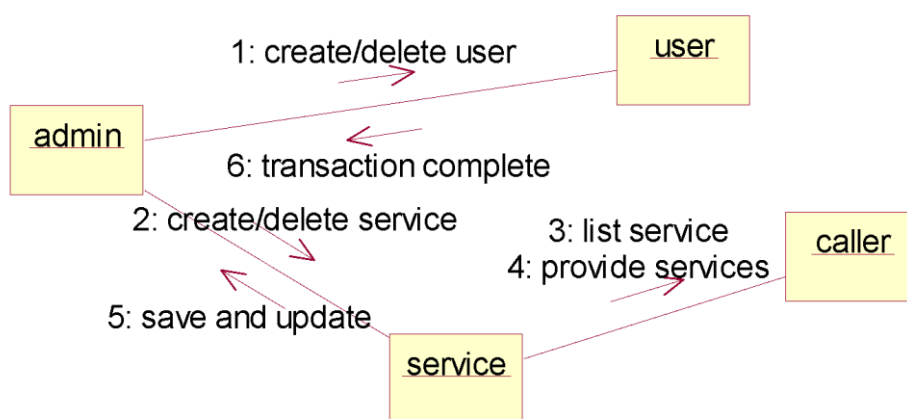 1: create/delete user
user
admin
6: transaction complete
2: create/delete service
3: list service
4: provide services
caller
5: save and update
service